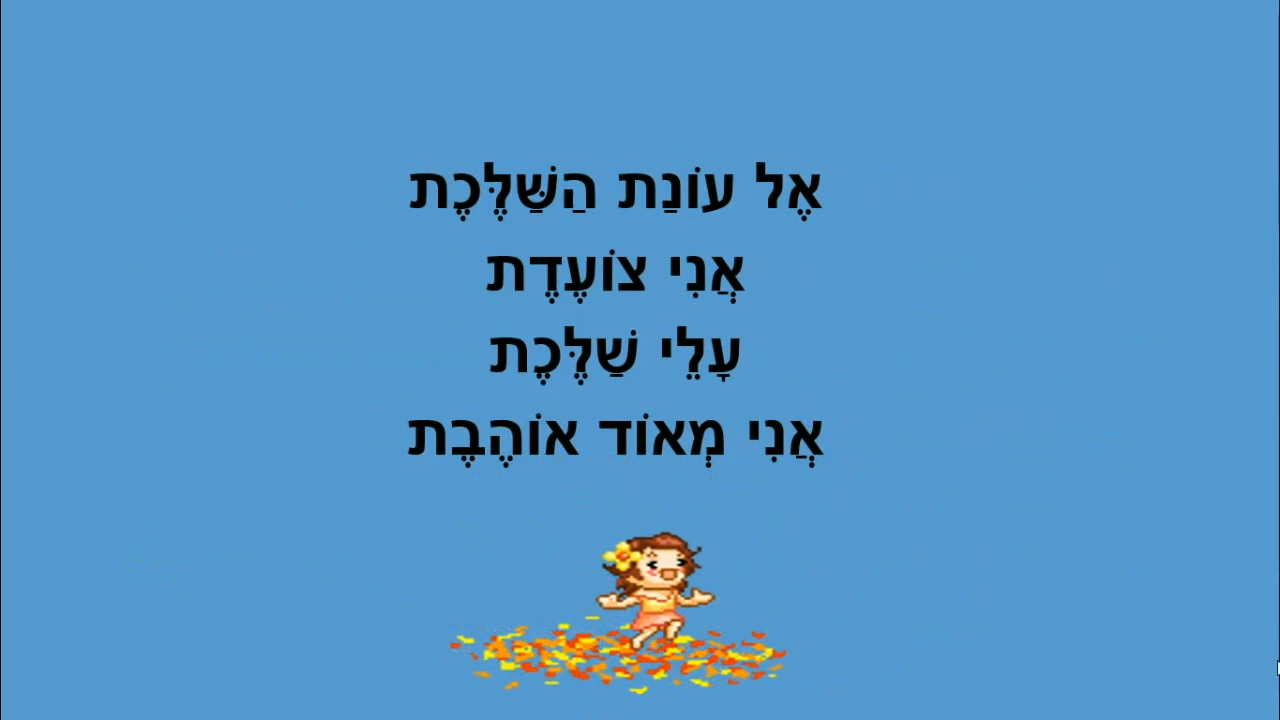 אֶל עוֹנַת הַשַּׁלֶּכֶת
אֲנִי צוֹעֶדֶת
עָלֵי שַׁלֶּכֶת
אֲנִי מְאוֹד אוֹהֶבֶת